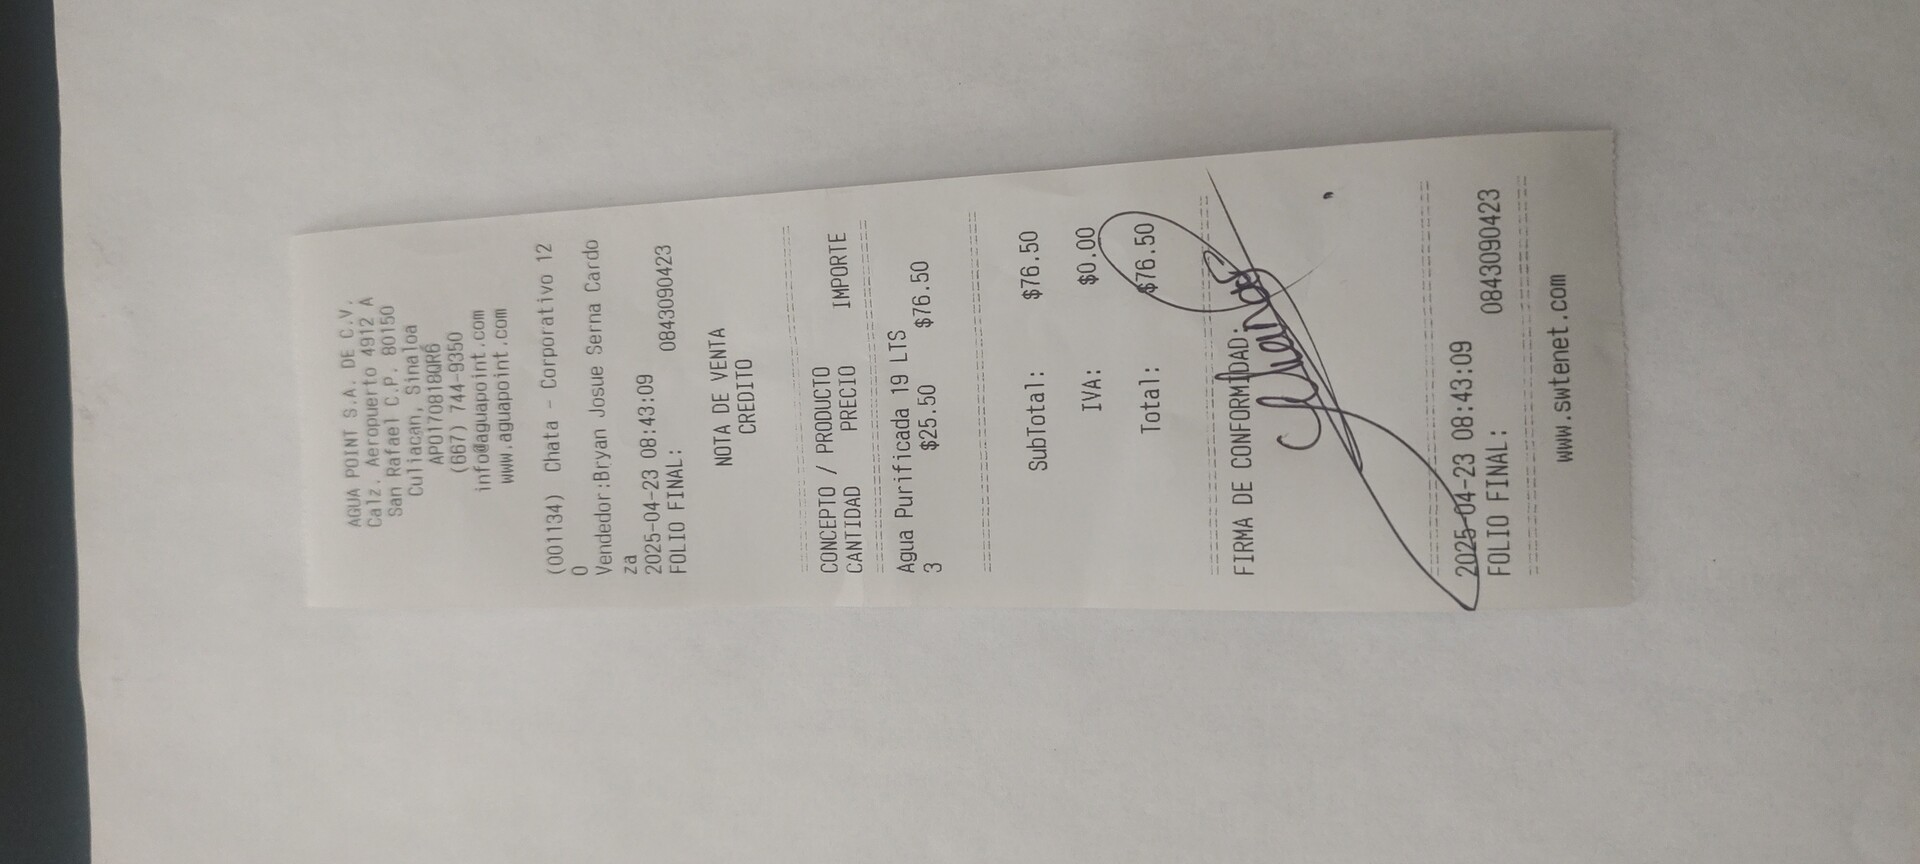 AGUA POINT S.A. DE C.V.
Calz. Aeropuerto 4912 A
San Rafael C.P. 80150
Culiacan, Sinaloa
APO170818QR6
(667) 744-9350
info@aguapoint.com
www.aguapoint.com
(001134) Chata - Corporativo 12
0
Vendedor:Bryan Josue Serna Cardo
za
2025-04-23 08:43:09
FOLIO FINAL: 0843090423
NOTA DE VENTA
CREDITO
CONCEPTO / PRODUCTO
CANTIDAD PRECIO IMPORTE
Agua Purificada 19 LTS
3 $25.50 $76.50
SubTotal: $76.50
IVA: $0.00
Total: $76.50
FIRMA DE CONFORMIDAD:
2025-04-23 08:43:09
FOLIO FINAL: 0843090423
www.swtenet.com